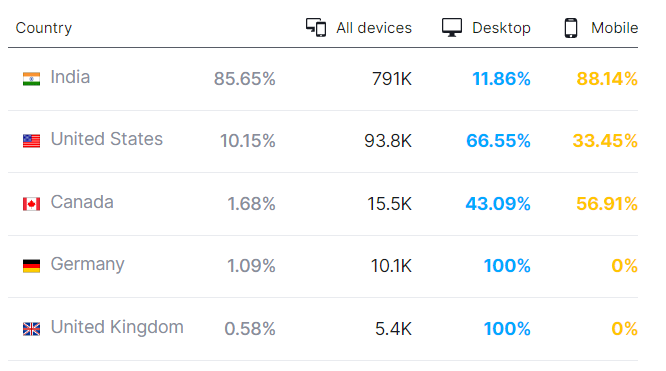 Country All devices Desktop Mobile
India 85.65% 791K 11.86% 88.14%
United States 10.15% 93.8K 66.55% 33.45%
Canada 1.68% 15.5K 43.09% 56.91%
Germany 1.09% 10.1K 100% 0%
United Kingdom 0.58% 5.4K 100% 0%